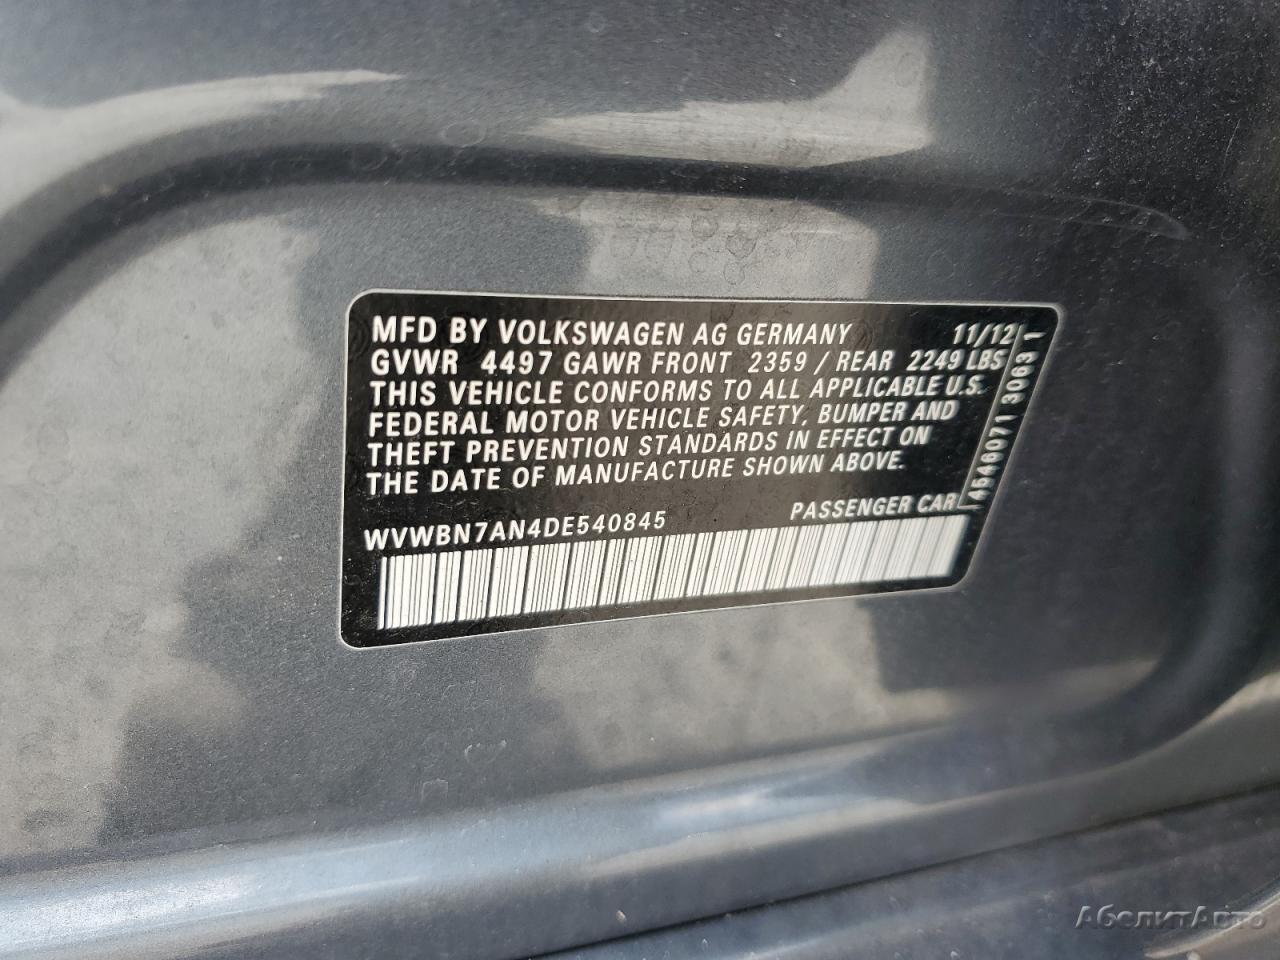 MFD BY VOLKSWAGEN AG GERMANY 11/12
GVWR 4497 GAWR FRONT 2359 / REAR 2249 LBS
THIS VEHICLE CONFORMS TO ALL APPLICABLE U.S.
FEDERAL MOTOR VEHICLE SAFETY, BUMPER AND
THEFT PREVENTION STANDARDS IN EFFECT ON
THE DATE OF MANUFACTURE SHOWN ABOVE.
WVWBN7AN4DE540845 PASSENGER CAR
4546071 3063 1
АбелитАвто